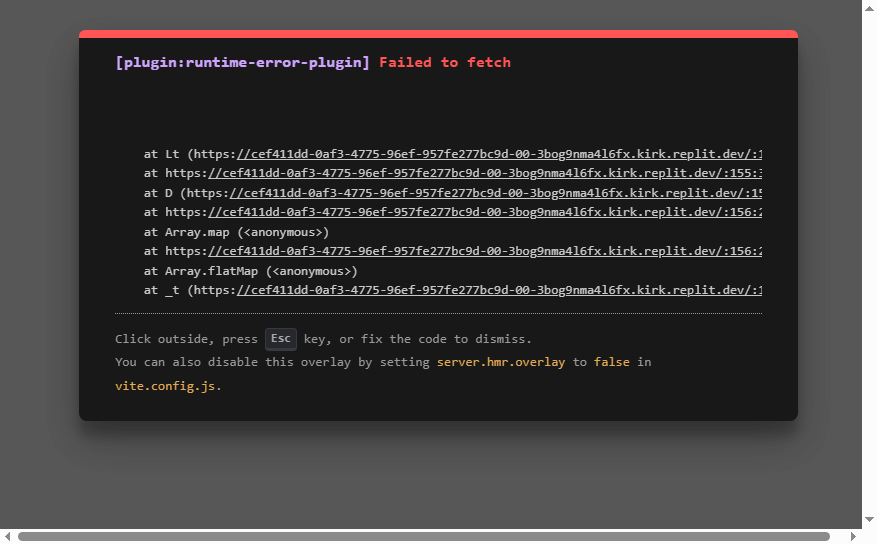 [plugin:runtime-error-plugin] Failed to fetch
at Lt (https://cef411dd-0af3-4775-96ef-957fe277bc9d-00-3bog9nma4l6fx.kirk.replit.dev/:1
at https://cef411dd-0af3-4775-96ef-957fe277bc9d-00-3bog9nma4l6fx.kirk.replit.dev/:155:3
at D (https://cef411dd-0af3-4775-96ef-957fe277bc9d-00-3bog9nma4l6fx.kirk.replit.dev/:15
at https://cef411dd-0af3-4775-96ef-957fe277bc9d-00-3bog9nma4l6fx.kirk.replit.dev/:156:2
at Array.map (<anonymous>)
at https://cef411dd-0af3-4775-96ef-957fe277bc9d-00-3bog9nma4l6fx.kirk.replit.dev/:156:2
at Array.flatMap (<anonymous>)
at _t (https://cef411dd-0af3-4775-96ef-957fe277bc9d-00-3bog9nma4l6fx.kirk.replit.dev/:1
Click outside, press Esc key, or fix the code to dismiss.
You can also disable this overlay by setting server.hmr.overlay to false in
vite.config.js.